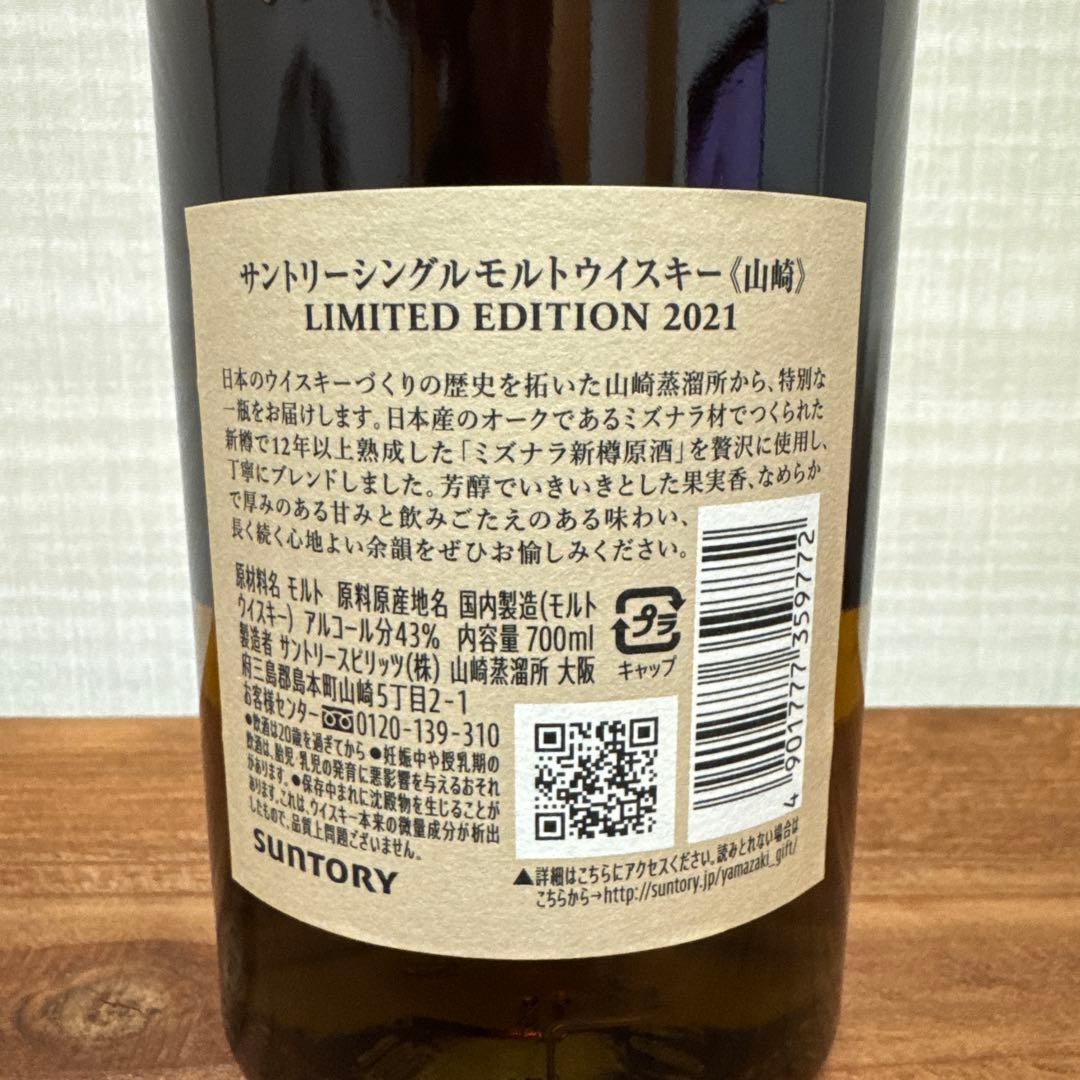 サントリーシングルモルトウイスキー《山崎》
LIMITED EDITION 2021
日本のウイスキーづくりの歴史を拓いた山崎蒸溜所から、特別な
一瓶をお届けします。日本産のオークであるミズナラ材でつくられた
新樽で12年以上熟成した「ミズナラ新樽原酒」を贅沢に使用し、
丁寧にブレンドしました。芳醇でいきいきとした果実香、なめらか
で厚みのある甘みと飲みごたえのある味わい、
長く続く心地よい余韻をぜひお愉しみください。
原材料名 モルト 原料原産地名 国内製造(モルト
ウイスキー) アルコール分43% 内容量700ml
製造者 サントリースピリッツ(株) 山崎蒸溜所 大阪
府三島郡島本町山崎5丁目2-1
お客様センター 0120-139-310
●飲酒は20歳を過ぎてから ●妊娠中や授乳期の
飲酒は、胎児・乳児の発育に悪影響を与えるおそれ
があります。 ●保存中まれに沈殿物を生じることが
あります。これは、ウイスキー本来の微量成分が析出
したもので、品質上問題ございません。
SUNTORY
プラ
キャップ
4 901777 359772
▲詳細はこちらにアクセスください。読みとれない場合は
こちらから→http://suntory.jp/yamazaki_gift/